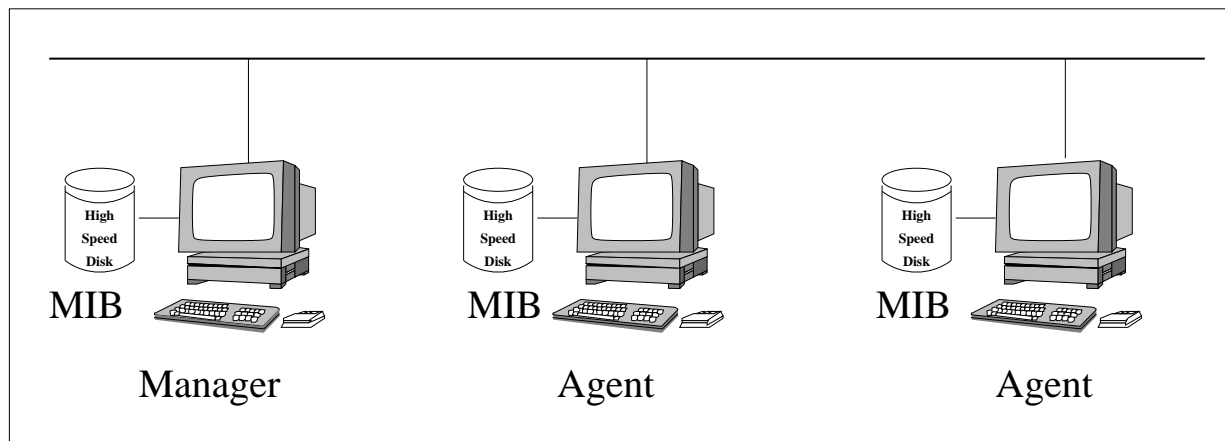 High
Speed
Disk
MIB
Manager
High
Speed
Disk
MIB
Agent
High
Speed
Disk
MIB
Agent